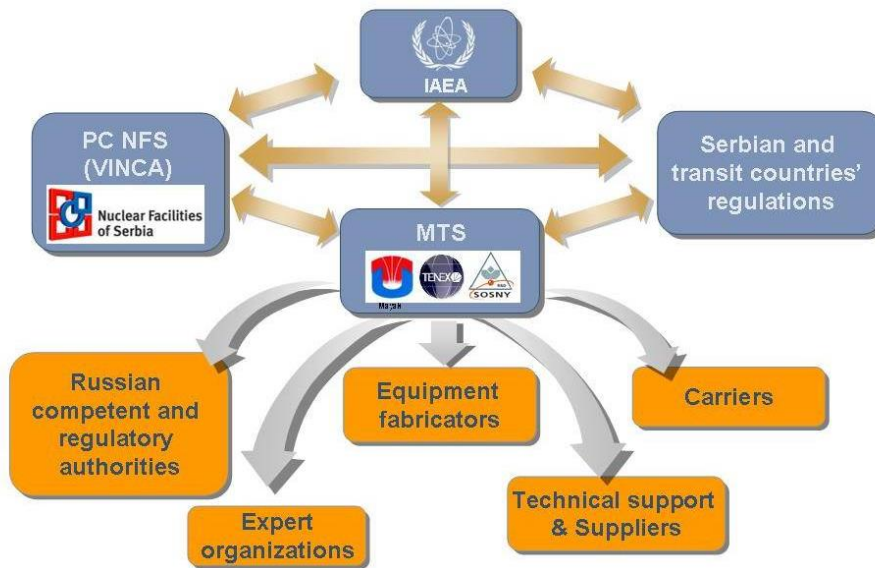 IAEA
PC NFS
(VINCA)
Nuclear Facilities
of Serbia
Serbian and
transit countries'
regulations
MTS
Mayak
TENEX
R&D
SOSNY
Russian
competent and
regulatory
authorities
Equipment
fabricators
Carriers
Expert
organizations
Technical support
& Suppliers